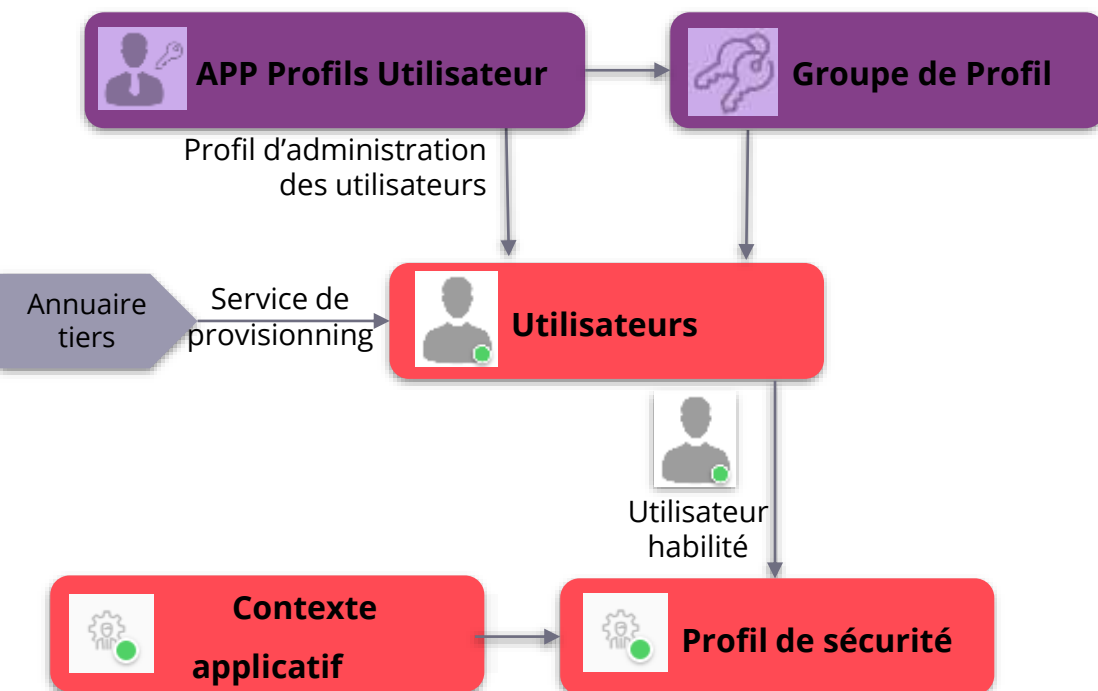 APP Profils Utilisateur
Groupe de Profil
Profil d’administration
des utilisateurs
Annuaire
tiers
Service de
provisionning
Utilisateurs
Utilisateur
habilité
Contexte
applicatif
Profil de sécurité